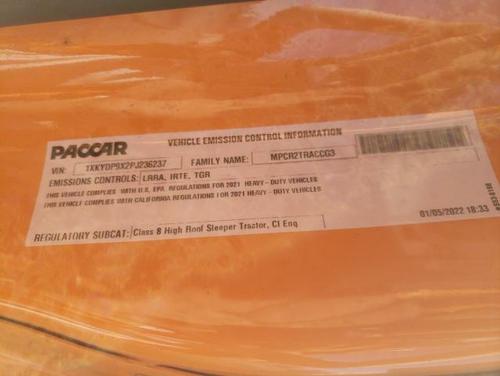 PACCAR VEHICLE EMISSION CONTROL INFORMATION
VIN: 1XKYDP9X2PJ236237 FAMILY NAME: MPCR2TRACCG3
EMISSIONS CONTROLS: LRRA, IRTE, TGR
THIS VEHICLE COMPLIES WITH U.S, EPA. REGULATIONS FOR 2021 HEAVY - DUTY VEHICLES
THIS VEHICLE COMPLIES WITH CALIFORNIA REGULATIONS FOR 2021 HEAVY - DUTY VEHICLES
01/05/2022 18:33
REGULATORY SUBCAT: Class 8 High Roof Sleeper Tractor, CI Eng